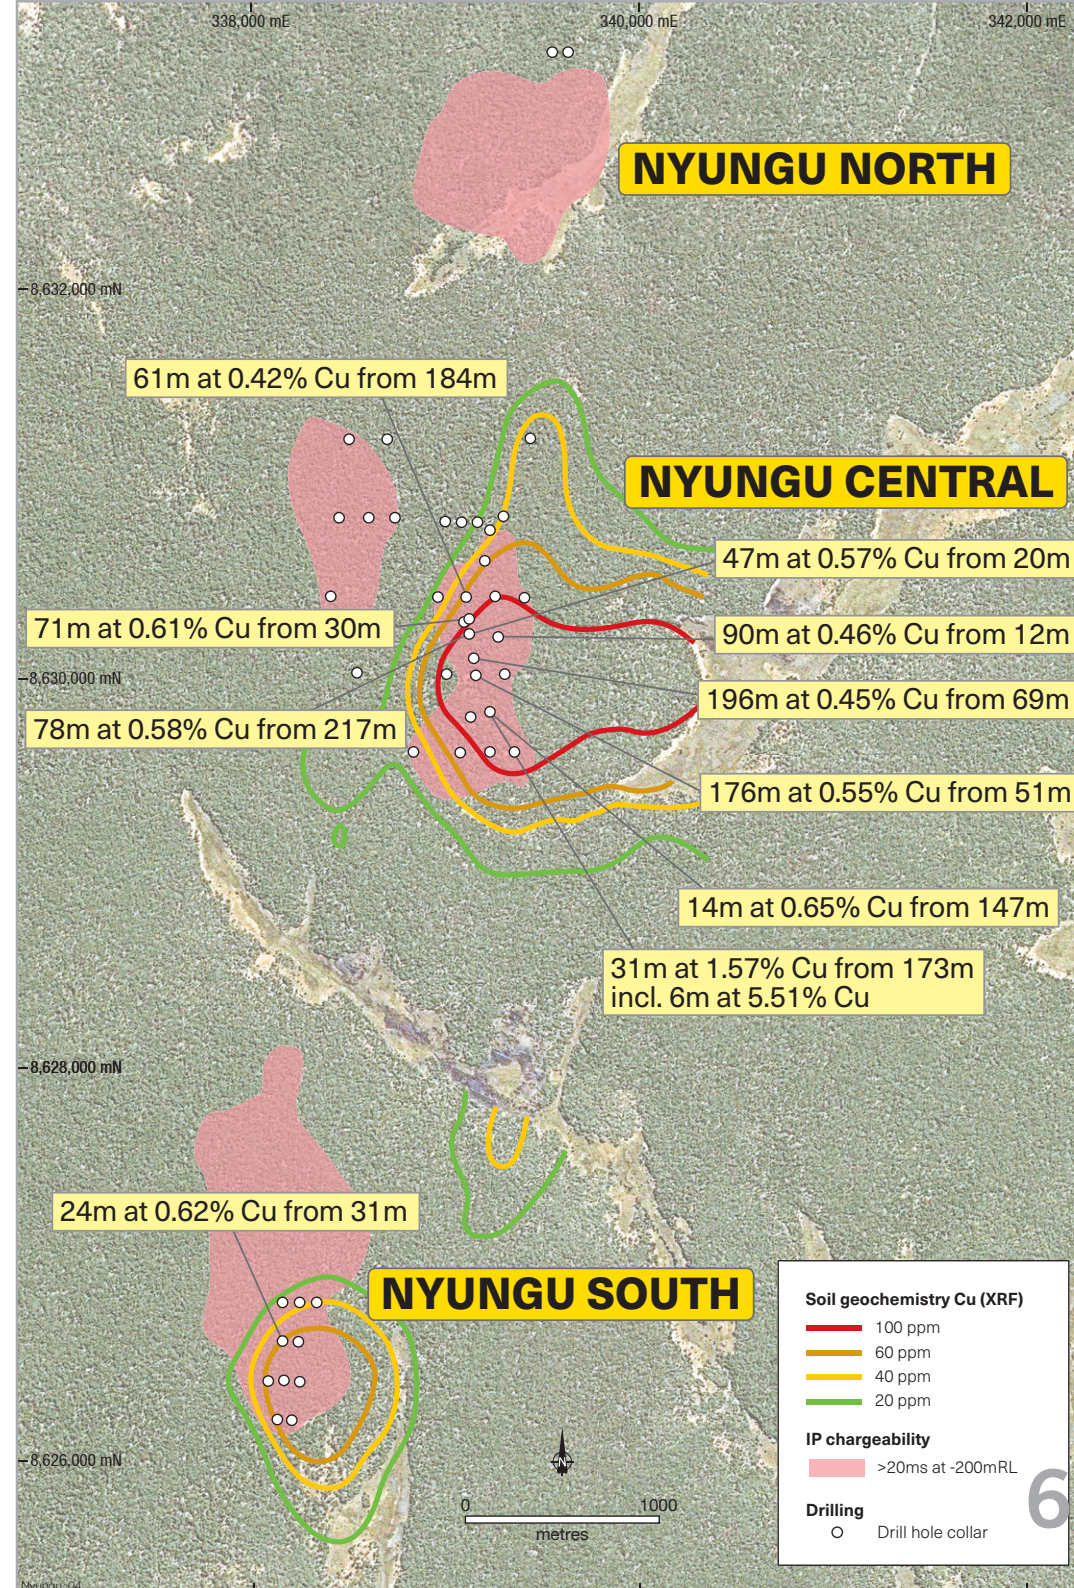 338,000 mE
340,000 mE
342,000 mE
NYUNGU NORTH
8,632,000 mN
61m at 0.42% Cu from 184m
NYUNGU CENTRAL
47m at 0.57% Cu from 20m
71m at 0.61% Cu from 30m
90m at 0.46% Cu from 12m
8,630,000 mN
196m at 0.45% Cu from 69m
78m at 0.58% Cu from 217m
176m at 0.55% Cu from 51m
14m at 0.65% Cu from 147m
31m at 1.57% Cu from 173m
incl. 6m at 5.51% Cu
8,628,000 mN
24m at 0.62% Cu from 31m
NYUNGU SOUTH
8,626,000 mN
N
0 1000
metres
Soil geochemistry Cu (XRF)
100 ppm
60 ppm
40 ppm
20 ppm
IP chargeability
>20ms at -200mRL
Drilling
Drill hole collar
6